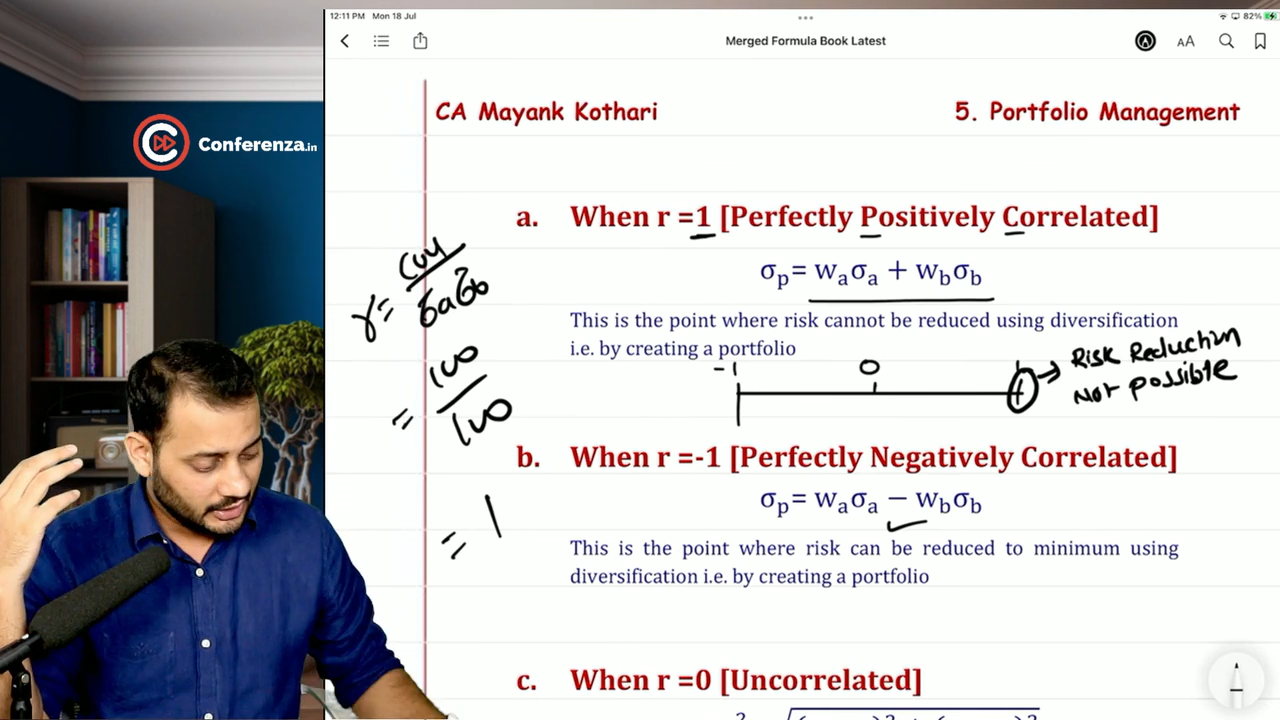 12:11 PM Mon 18 Jul
82%
Merged Formula Book Latest
AA
Conferenza.in
CA Mayank Kothari
5. Portfolio Management
a. When r =1 [Perfectly Positively Correlated]
σp= waσa + wbσb
This is the point where risk cannot be reduced using diversification
i.e. by creating a portfolio
r= cov/σaσb
= 100/100
= 1
-1 0 1 → Risk Reduction
Not possible
b. When r =-1 [Perfectly Negatively Correlated]
σp= waσa − wbσb
This is the point where risk can be reduced to minimum using
diversification i.e. by creating a portfolio
c. When r =0 [Uncorrelated]